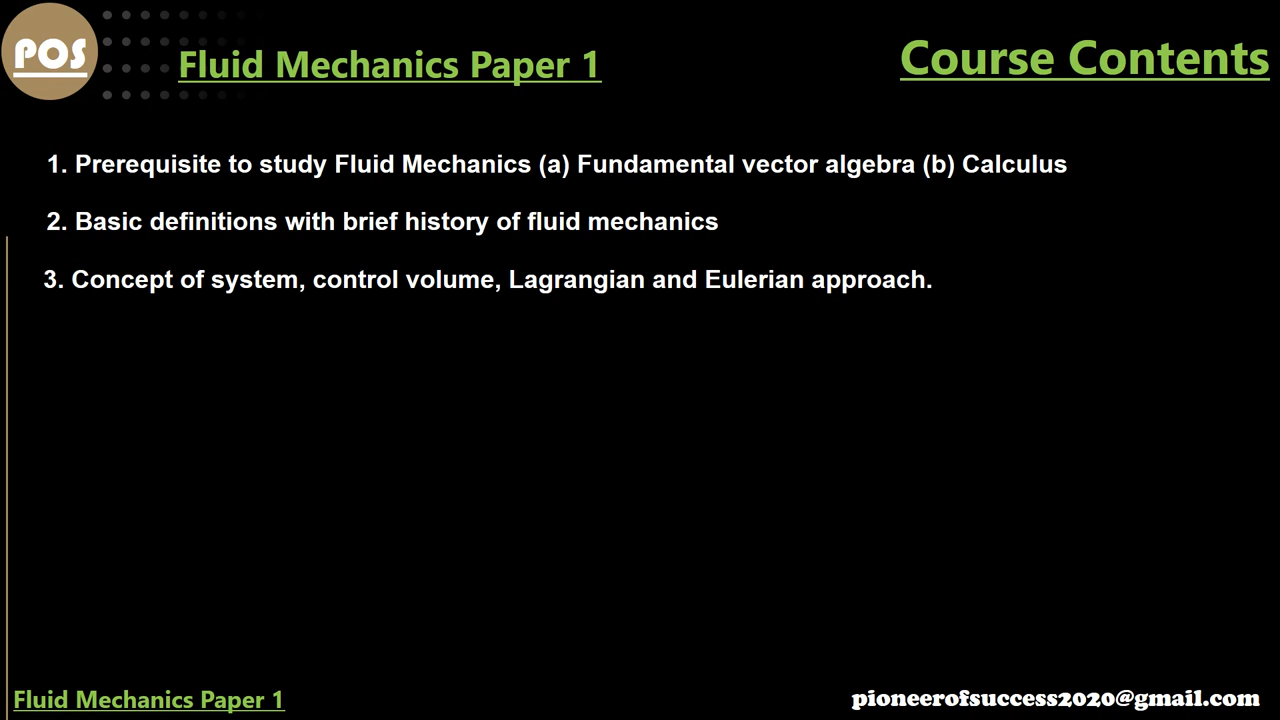 POS
Fluid Mechanics Paper 1
Course Contents
1. Prerequisite to study Fluid Mechanics (a) Fundamental vector algebra (b) Calculus
2. Basic definitions with brief history of fluid mechanics
3. Concept of system, control volume, Lagrangian and Eulerian approach.
Fluid Mechanics Paper 1
pioneerofsuccess2020@gmail.com